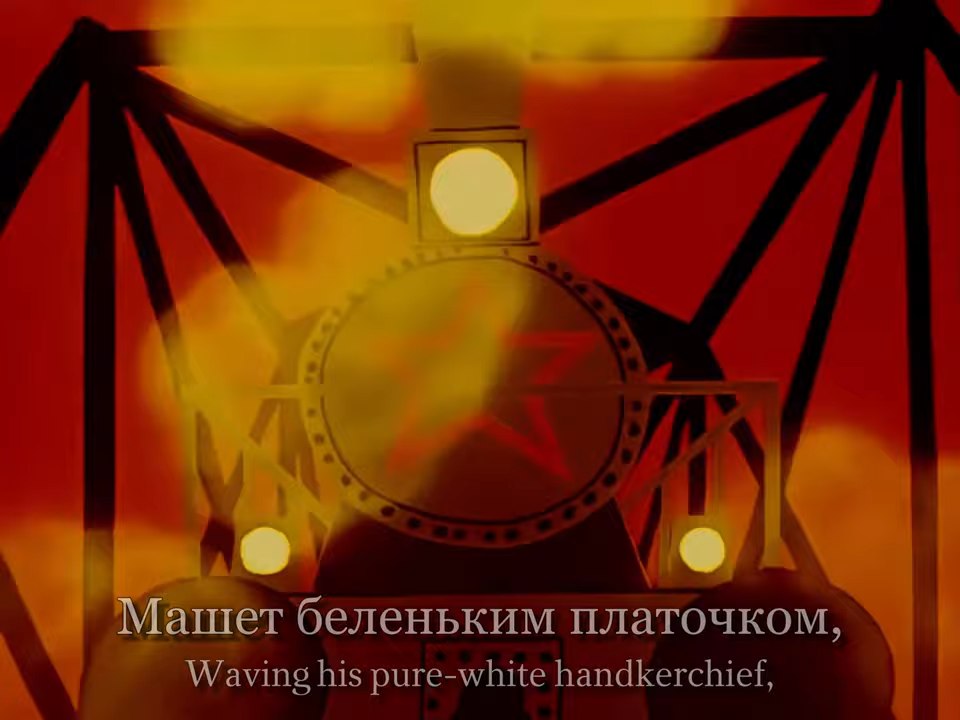 Машет беленьким платочком,
Waving his pure-white handkerchief,